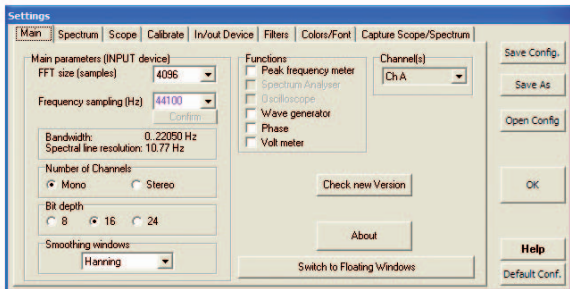 Settings
Main Spectrum Scope Calibrate In/out Device Filters Colors/Font Capture Scope/Spectrum
Main parameters (INPUT device)
FFT size (samples) 4096
Frequency sampling (Hz) 44100
Confirm
Bandwidth: 0..22050 Hz
Spectral line resolution: 10.77 Hz
Number of Channels
Mono Stereo
Bit depth
8 16 24
Smoothing windows
Hanning
Functions
Peak frequency meter
Spectrum Analyser
Oscilloscope
Wave generator
Phase
Volt meter
Channel(s)
Ch A
Check new Version
About
Switch to Floating Windows
Save Config.
Save As
Open Config
OK
Help
Default Conf.